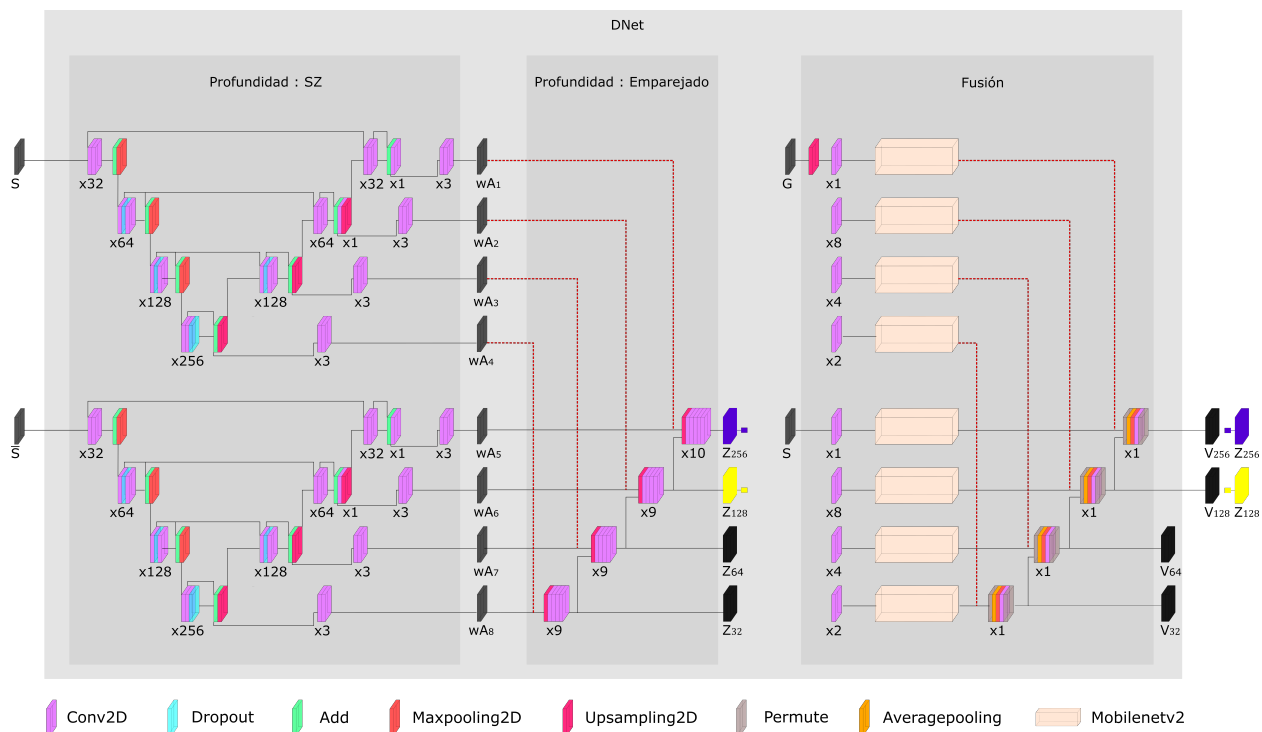 DNet
Profundidad : SZ
Profundidad : Emparejado
Fusión
S
x32
x32
x1
x3
wA1
G
x1
x64
x64
x1
x3
wA2
x8
x128
x128
x3
wA3
x4
x256
x3
wA4
x2
S̅
x32
x32
x1
x3
wA5
x10
Z256
S
x1
x1
V256
Z256
x64
x64
x1
x3
wA6
x9
Z128
x8
x1
V128
Z128
x128
x128
x3
wA7
x9
Z64
x4
x1
V64
x256
x3
wA8
x9
Z32
x2
x1
V32
Conv2D
Dropout
Add
Maxpooling2D
Upsampling2D
Permute
Averagepooling
Mobilenetv2